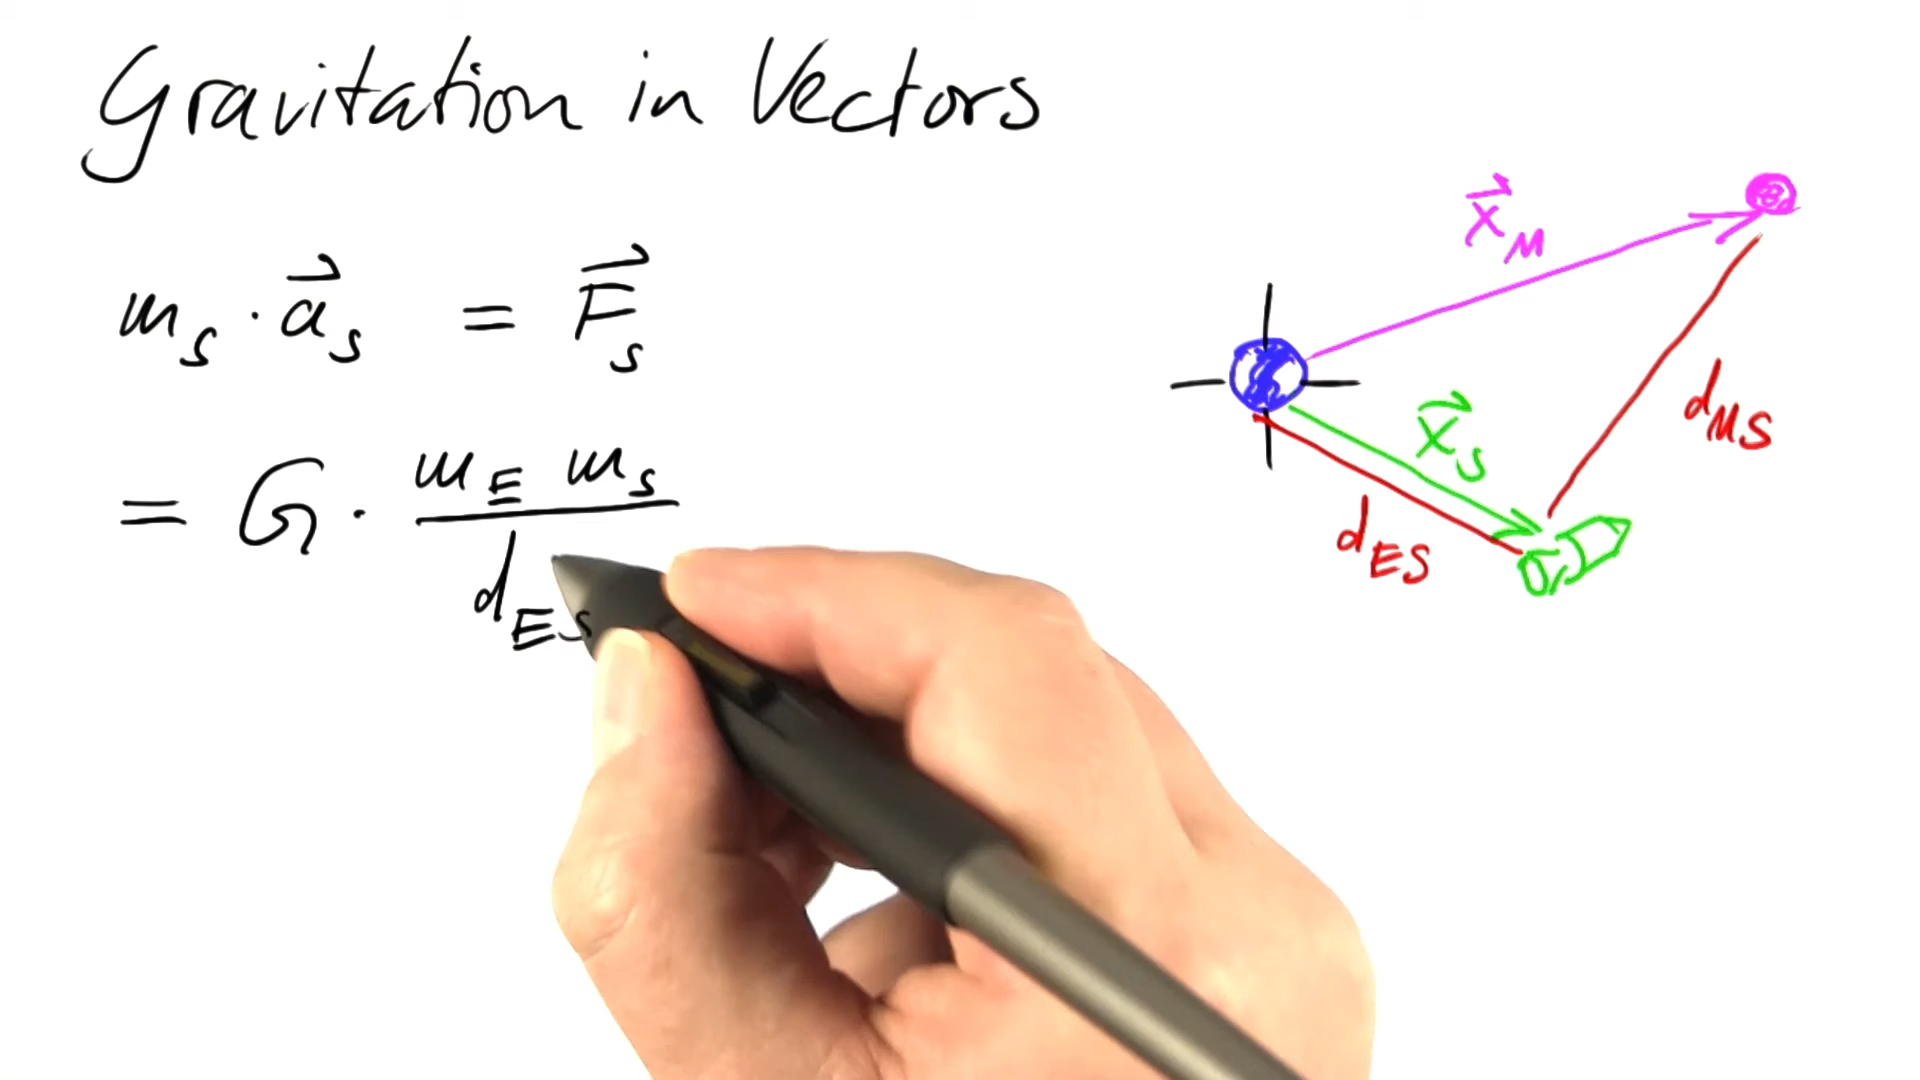 Gravitation in Vectors
m_S · a⃗_S = F⃗_S
= G · (m_E m_S) / d_ES
x⃗_M
x⃗_S
d_MS
d_ES